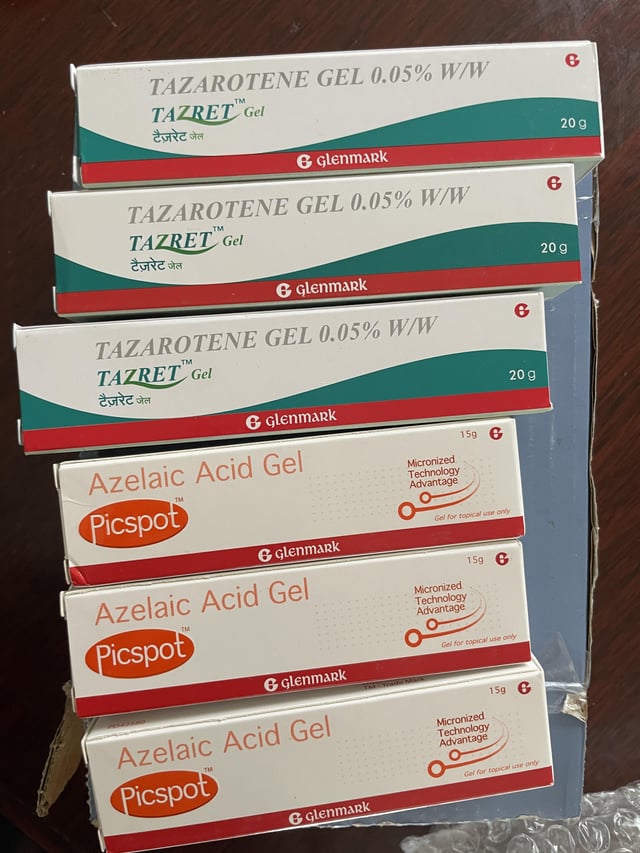 TAZAROTENE GEL 0.05% W/W
TAZRET™ Gel
टैज़रेट जेल
20 g
glenmark
TAZAROTENE GEL 0.05% W/W
TAZRET™ Gel
टैज़रेट जेल
20 g
glenmark
TAZAROTENE GEL 0.05% W/W
TAZRET™ Gel
टैज़रेट जेल
20 g
glenmark
15g
Azelaic Acid Gel
Picspot™
Micronized
Technology
Advantage
Gel for topical use only
glenmark
15g
Azelaic Acid Gel
Picspot™
Micronized
Technology
Advantage
Gel for topical use only
glenmark
15g
Azelaic Acid Gel
Picspot™
Micronized
Technology
Advantage
Gel for topical use only
glenmark